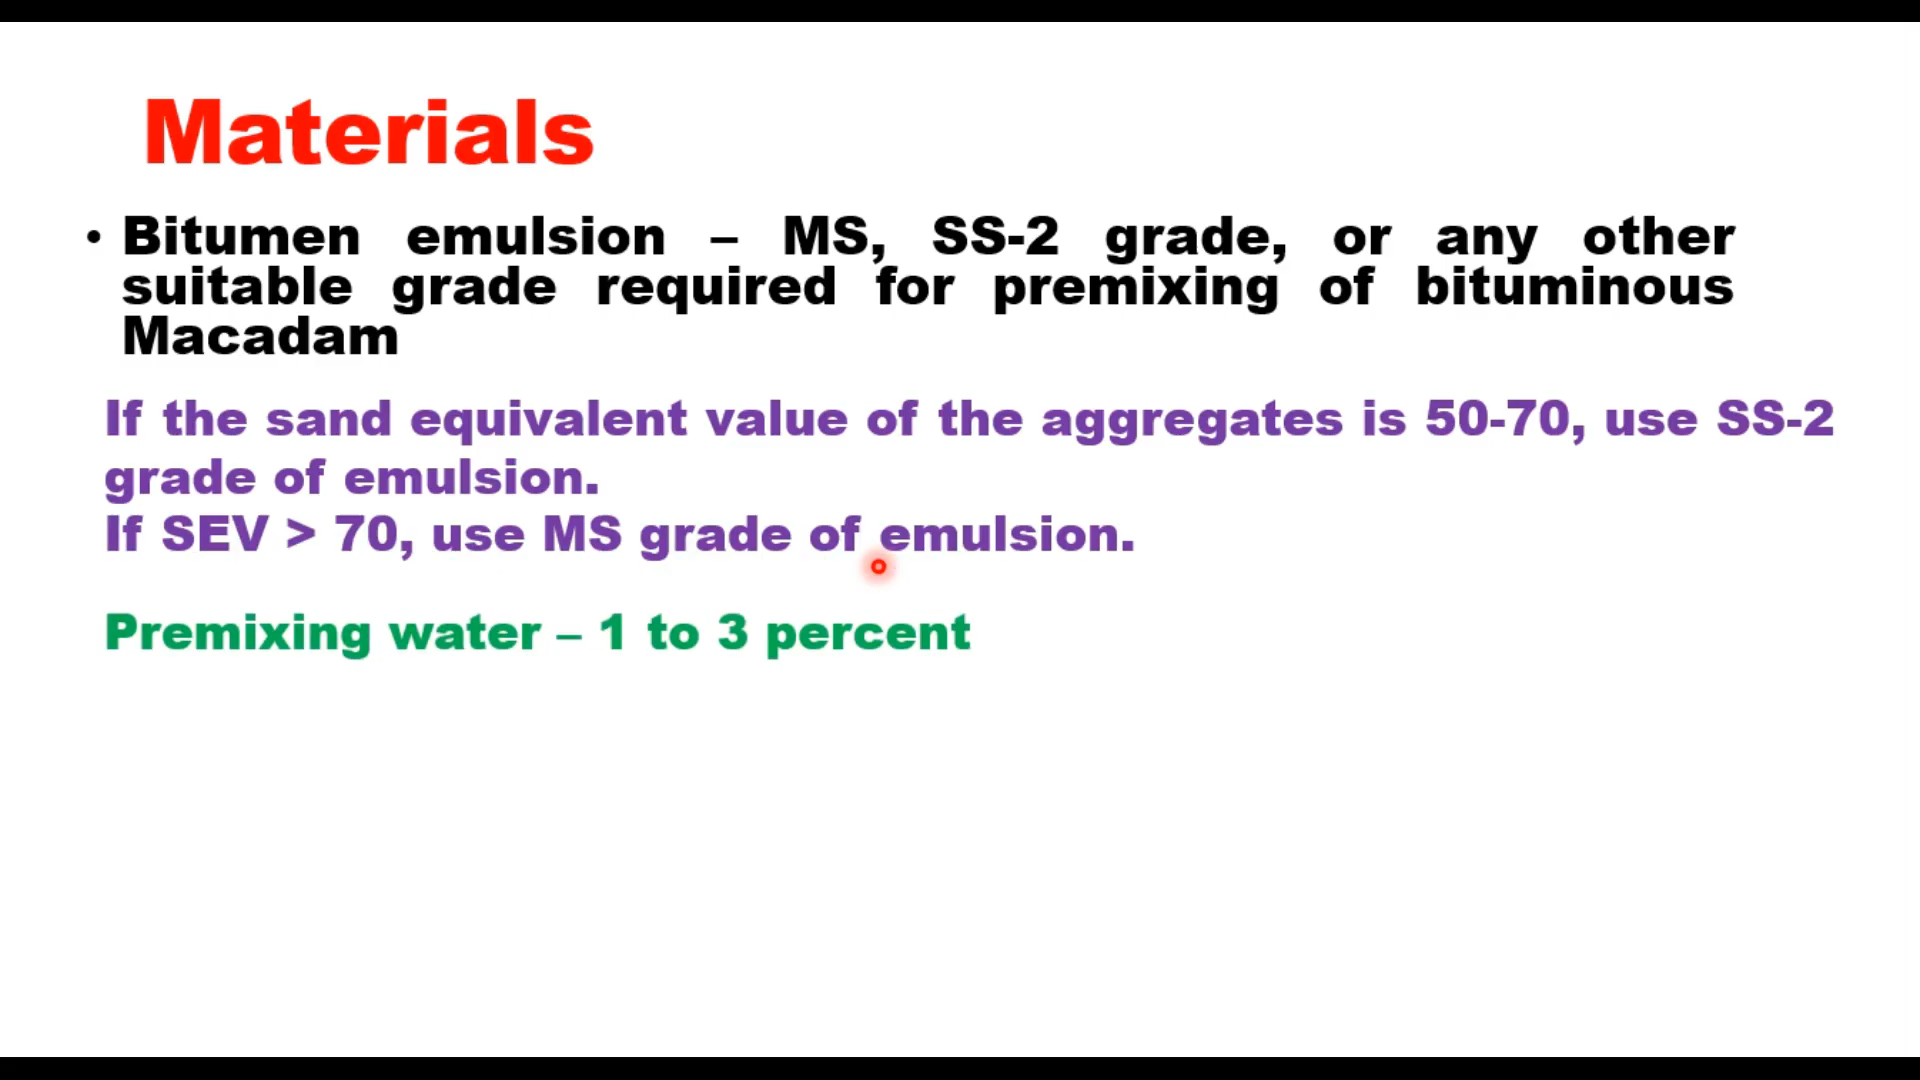 Materials
• Bitumen emulsion – MS, SS-2 grade, or any other
suitable grade required for premixing of bituminous
Macadam
If the sand equivalent value of the aggregates is 50-70, use SS-2
grade of emulsion.
If SEV > 70, use MS grade of emulsion.
Premixing water – 1 to 3 percent